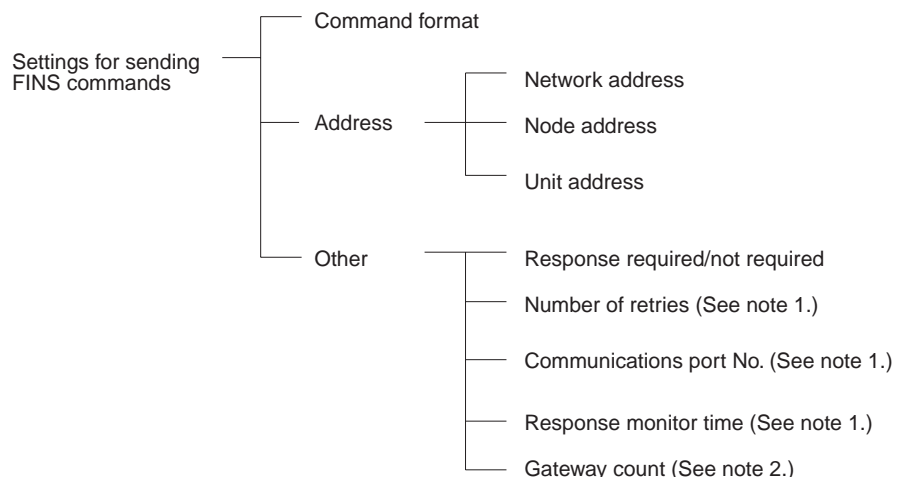 Command format
Settings for sending
FINS commands
Network address
Address
Node address
Unit address
Other
Response required/not required
Number of retries (See note 1.)
Communications port No. (See note 1.)
Response monitor time (See note 1.)
Gateway count (See note 2.)